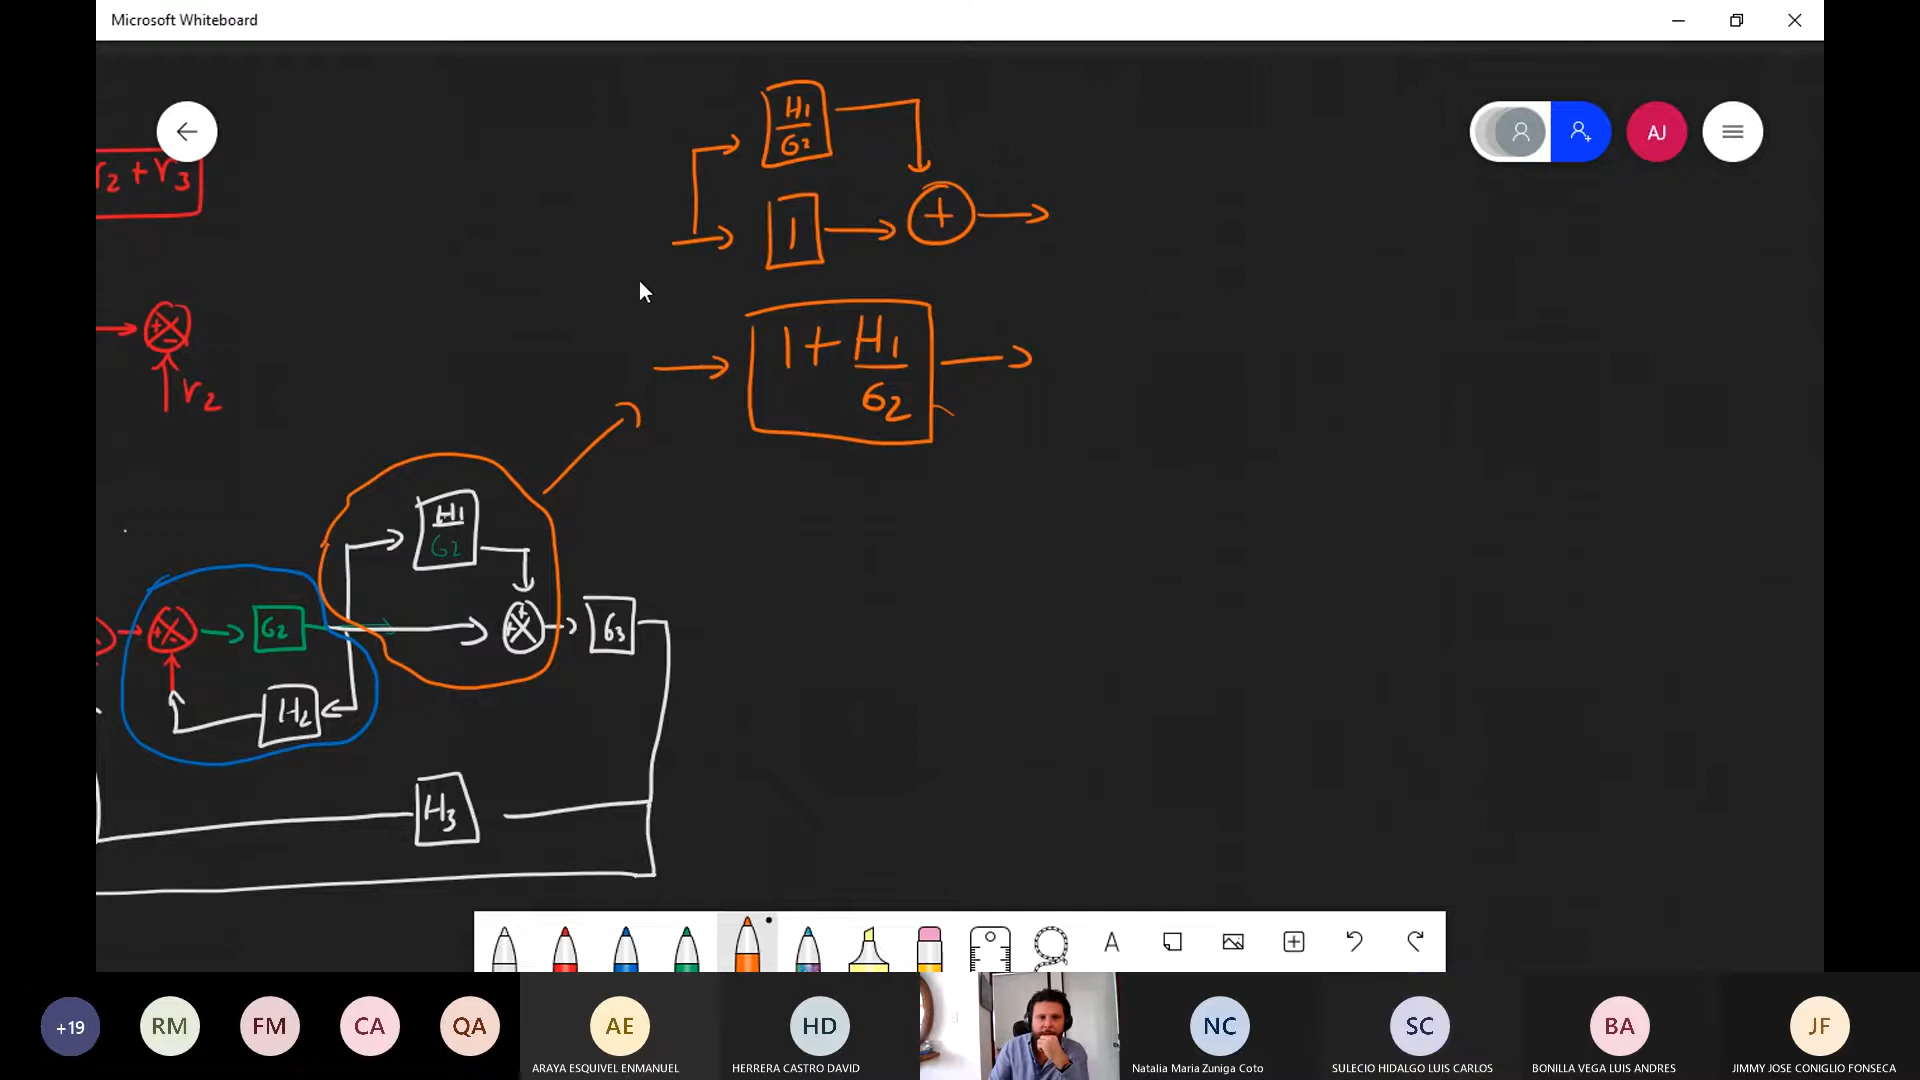 Microsoft Whiteboard
H1
G2
1
+
r2 + r3
AJ
1 + H1
G2
+
-
r2
H1
G2
+
+
+
-
G2
G3
H2
H3
A
+19
RM
FM
CA
QA
AE
HD
NC
SC
BA
JF
ARAYA ESQUIVEL ENMANUEL
HERRERA CASTRO DAVID
Natalia Maria Zuniga Coto
SULECIO HIDALGO LUIS CARLOS
BONILLA VEGA LUIS ANDRES
JIMMY JOSE CONIGLIO FONSECA